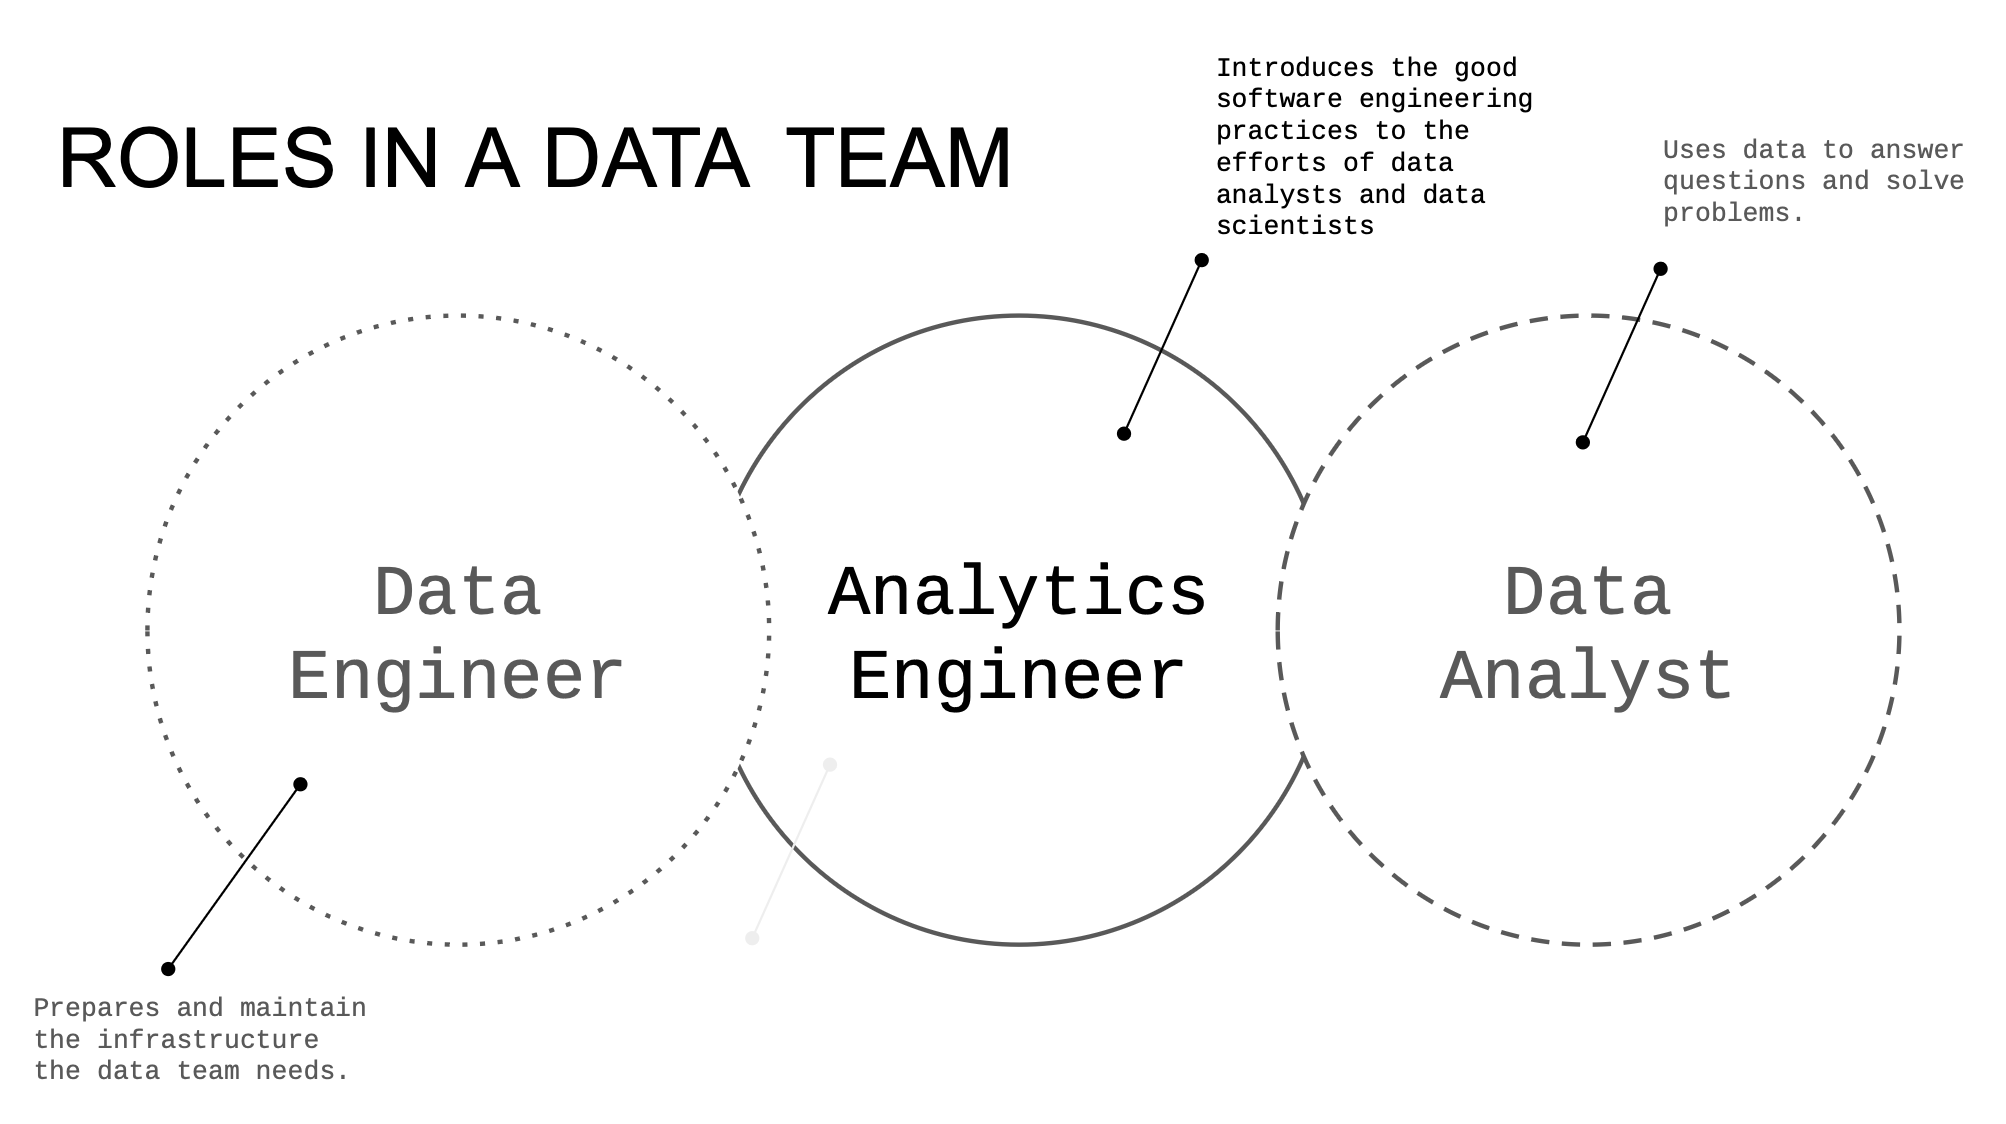 ROLES IN A DATA TEAM
Introduces the good
software engineering
practices to the
efforts of data
analysts and data
scientists
Uses data to answer
questions and solve
problems.
Data
Engineer
Analytics
Engineer
Data
Analyst
Prepares and maintain
the infrastructure
the data team needs.